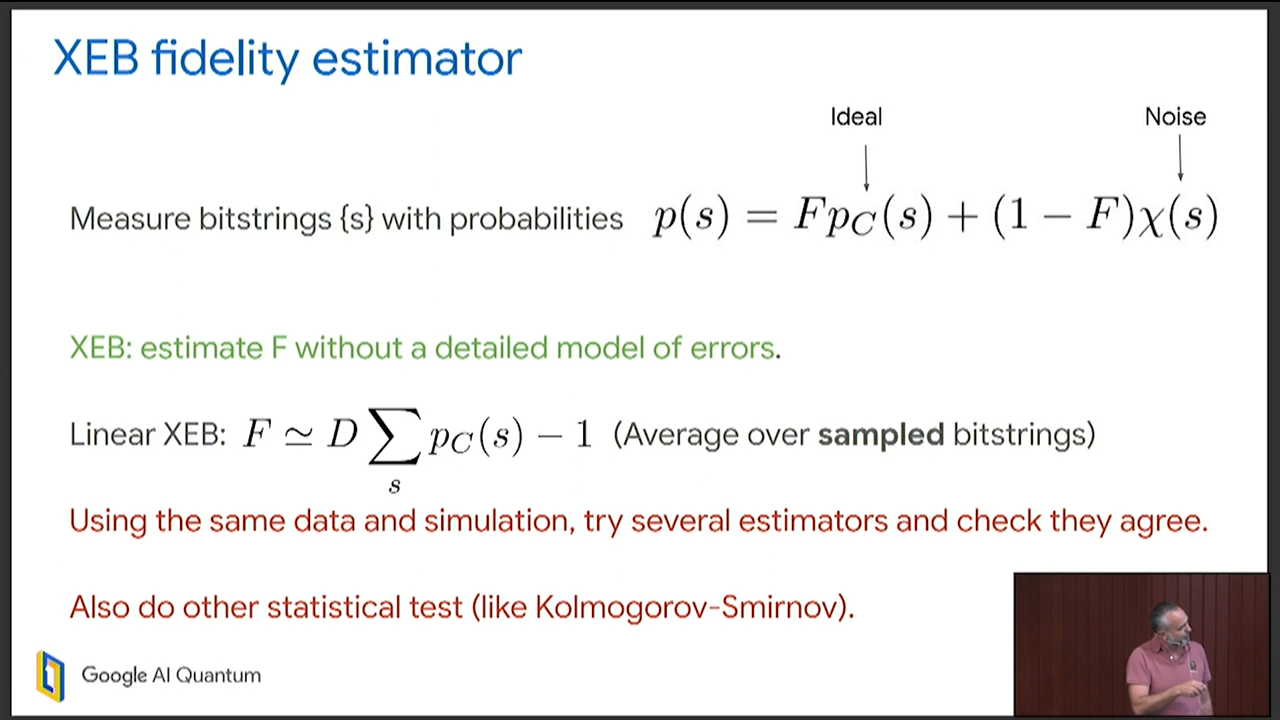 XEB fidelity estimator
Ideal
Noise
Measure bitstrings {s} with probabilities p(s) = Fp_C(s) + (1 − F)χ(s)
XEB: estimate F without a detailed model of errors.
Linear XEB: F ≃ D ∑_s p_C(s) − 1 (Average over sampled bitstrings)
Using the same data and simulation, try several estimators and check they agree.
Also do other statistical test (like Kolmogorov-Smirnov).
Google AI Quantum